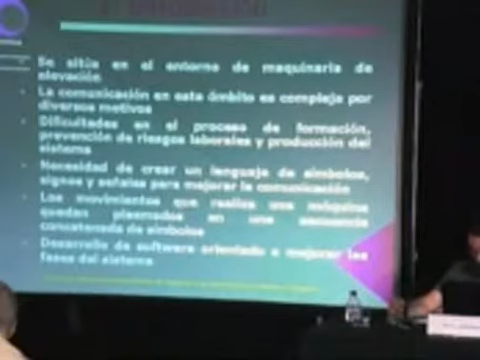 Se sitúa en el entorno de maquinaria de
elevación
La comunicación en este ámbito es compleja por
diversos motivos
Dificultades en el proceso de formación,
prevención de riesgos laborales y producción del
sistema
Necesidad de crear un lenguaje de símbolos,
signos y señales para mejorar la comunicación
Los movimientos que realiza una máquina
quedan plasmados en una secuencia
concatenada de símbolos
Desarrollo de software orientado a mejorar las
fases del sistema